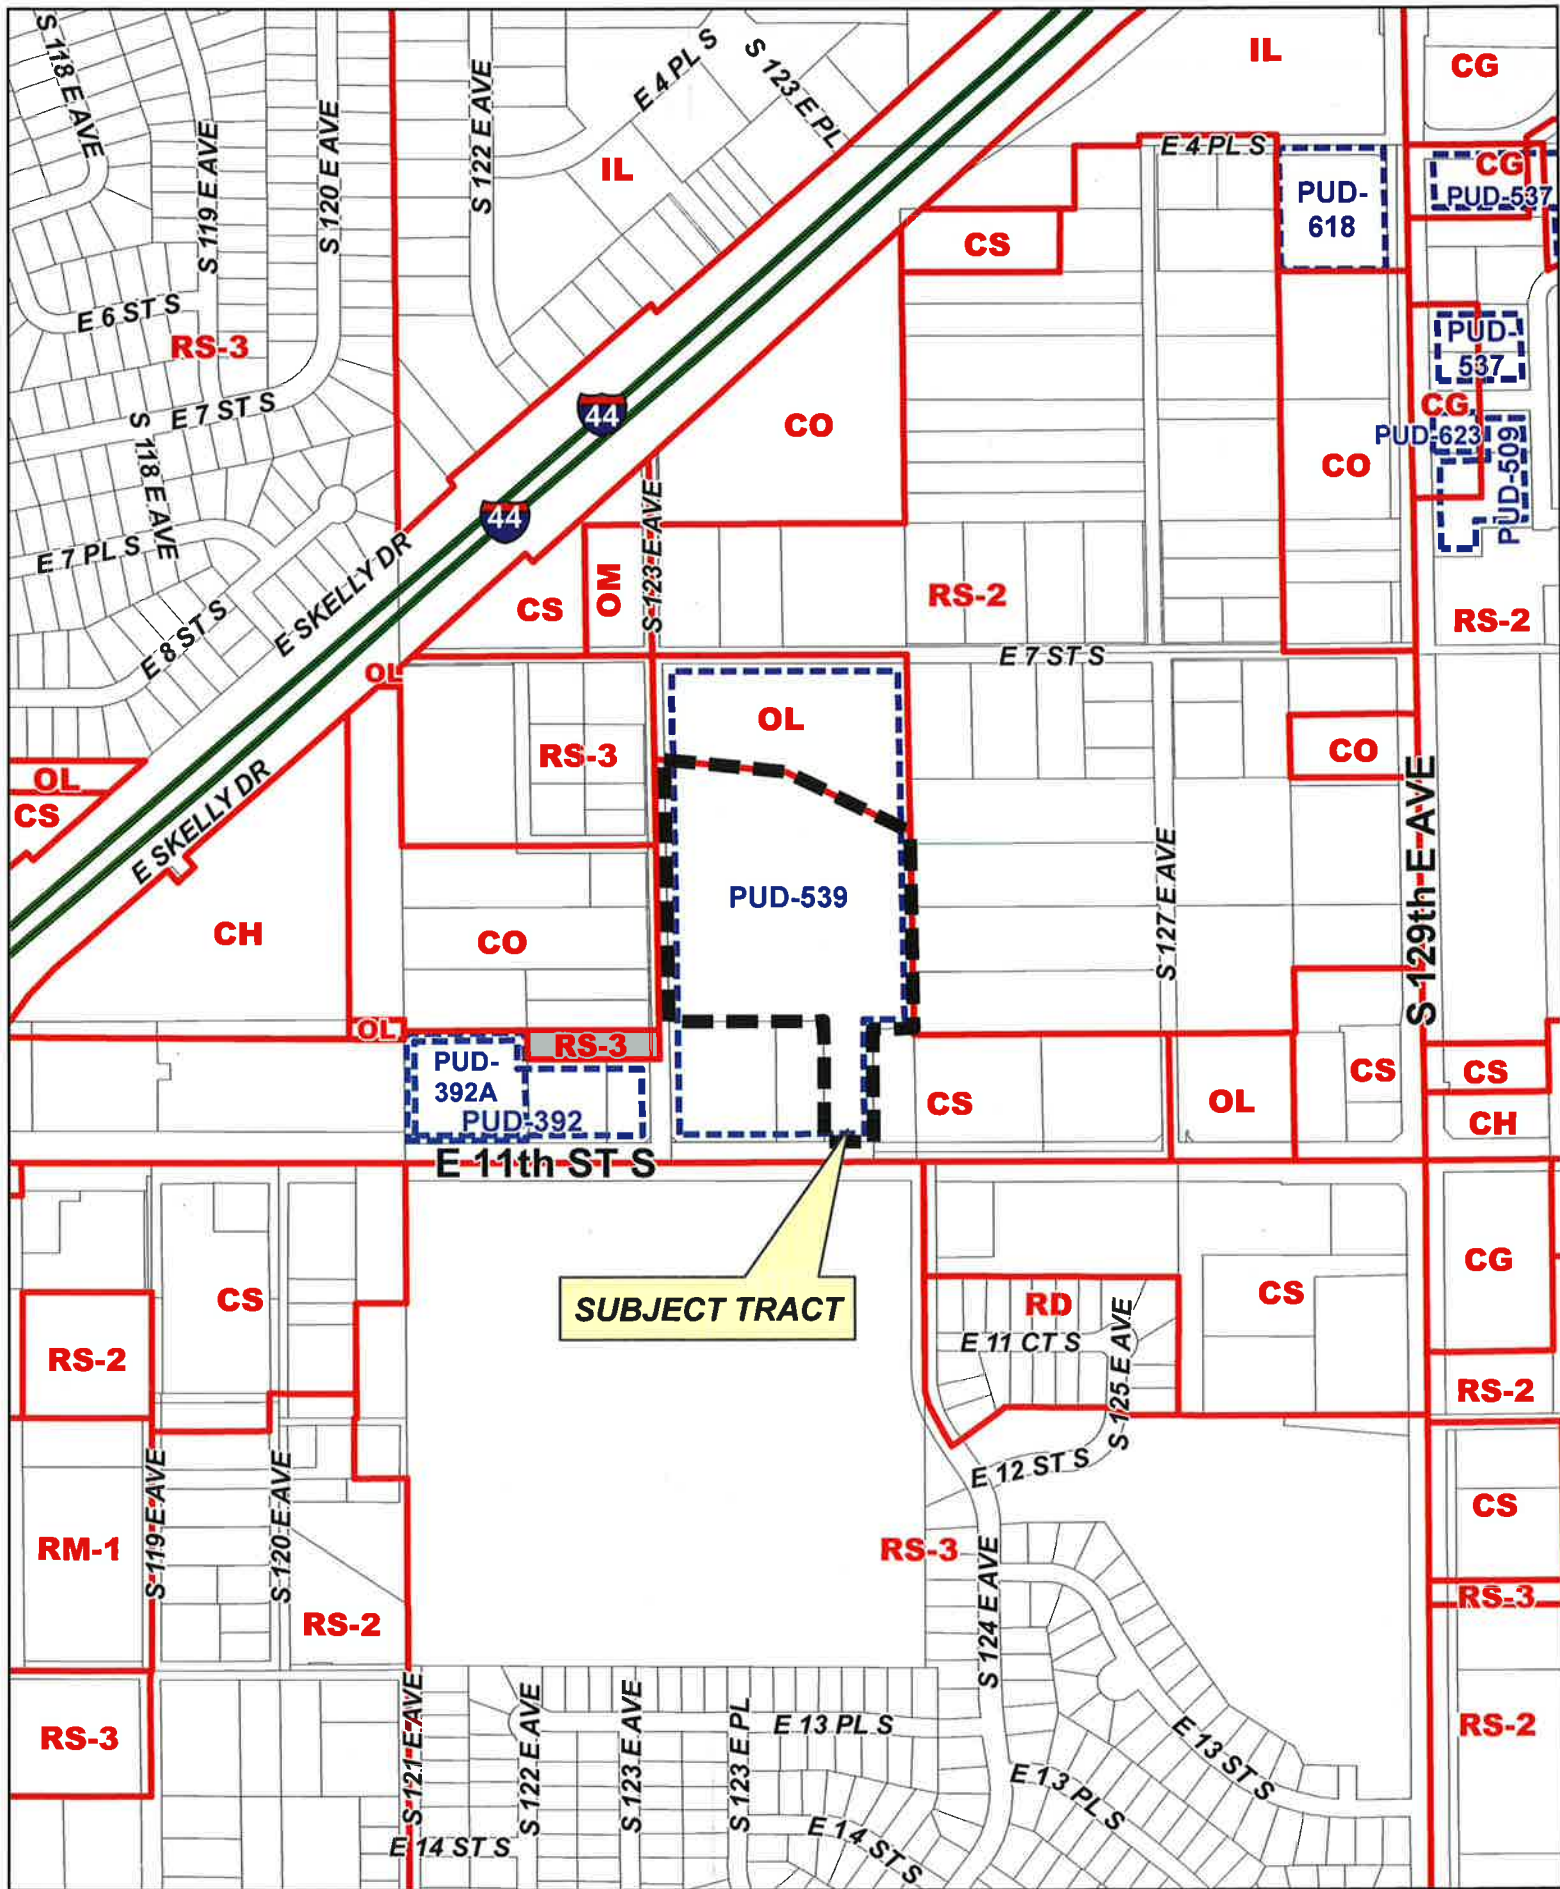 S 118 E AVE
S 119 E AVE
S 120 E AVE
S 122 E AVE
E 4 PL S
S 123 E PL
IL
IL
CG
E 4 PL S
PUD-
618
CG
PUD-537
CS
E 6 ST S
RS-3
PUD-
537
CG
PUD-623
PUD-509
E 7 ST S
S 118 E AVE
44
CO
CO
44
E 7 PL S
E SKELLY DR
S 123 E AVE
CS
OM
RS-2
RS-2
E 8 ST S
E 7 ST S
OL
OL
RS-3
CO
OL
CS
E SKELLY DR
S 127 E AVE
S 129th E AVE
PUD-539
CH
CO
OL
RS-3
PUD-
392A
PUD-392
CS
OL
CS
CS
CH
E 11th ST S
SUBJECT TRACT
CS
RS-2
RD
E 11 CT S
S 125 E AVE
CS
CG
RS-2
E 12 ST S
CS
RM-1
S 119 E AVE
S 120 E AVE
RS-2
RS-3
S 124 E AVE
RS-3
RS-3
S 121 E AVE
S 122 E AVE
S 123 E AVE
S 123 E PL
E 13 PL S
E 13 ST S
RS-2
E 13 PL S
E 14 ST S
E 14 ST S